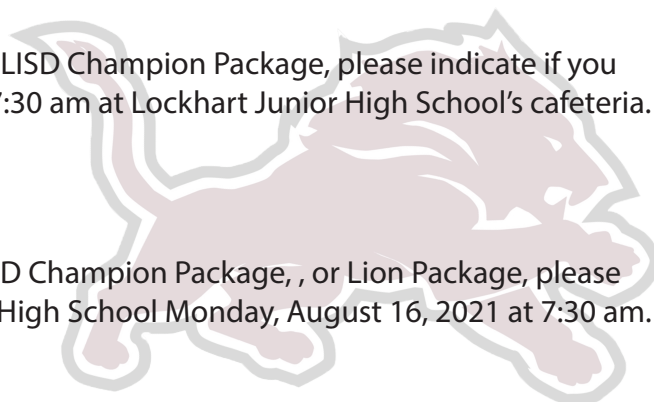 LISD Champion Package, please indicate if you
7:30 am at Lockhart Junior High School’s cafeteria.
D Champion Package, , or Lion Package, please
High School Monday, August 16, 2021 at 7:30 am.